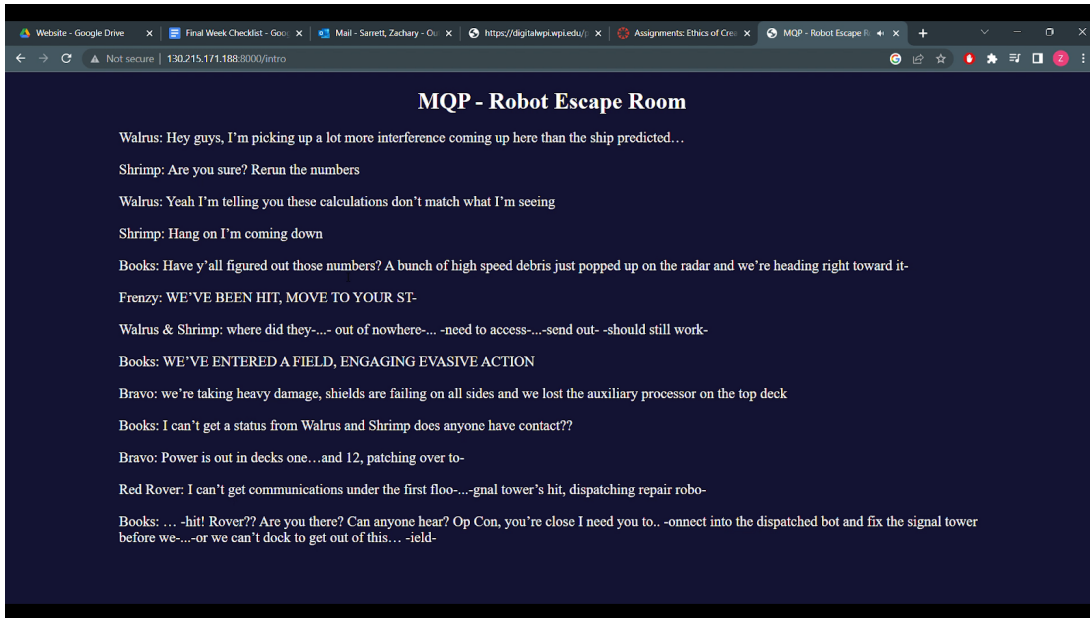 Website - Google Drive
Final Week Checklist - Goo
Mail - Sarrett, Zachary - Ou
https://digitalwpi.wpi.edu/
Assignments: Ethics of Crea
MQP - Robot Escape R
Not secure | 130.215.171.188:8000/intro
Z
MQP - Robot Escape Room
Walrus: Hey guys, I’m picking up a lot more interference coming up here than the ship predicted…
Shrimp: Are you sure? Rerun the numbers
Walrus: Yeah I’m telling you these calculations don’t match what I’m seeing
Shrimp: Hang on I’m coming down
Books: Have y’all figured out those numbers? A bunch of high speed debris just popped up on the radar and we’re heading right toward it-
Frenzy: WE’VE BEEN HIT, MOVE TO YOUR ST-
Walrus & Shrimp: where did they-...- out of nowhere-... -need to access-...-send out- -should still work-
Books: WE’VE ENTERED A FIELD, ENGAGING EVASIVE ACTION
Bravo: we’re taking heavy damage, shields are failing on all sides and we lost the auxiliary processor on the top deck
Books: I can’t get a status from Walrus and Shrimp does anyone have contact??
Bravo: Power is out in decks one…and 12, patching over to-
Red Rover: I can’t get communications under the first floo-...-gnal tower’s hit, dispatching repair robo-
Books: … -hit! Rover?? Are you there? Can anyone hear? Op Con, you’re close I need you to.. -onnect into the dispatched bot and fix the signal tower
before we-...-or we can’t dock to get out of this… -ield-